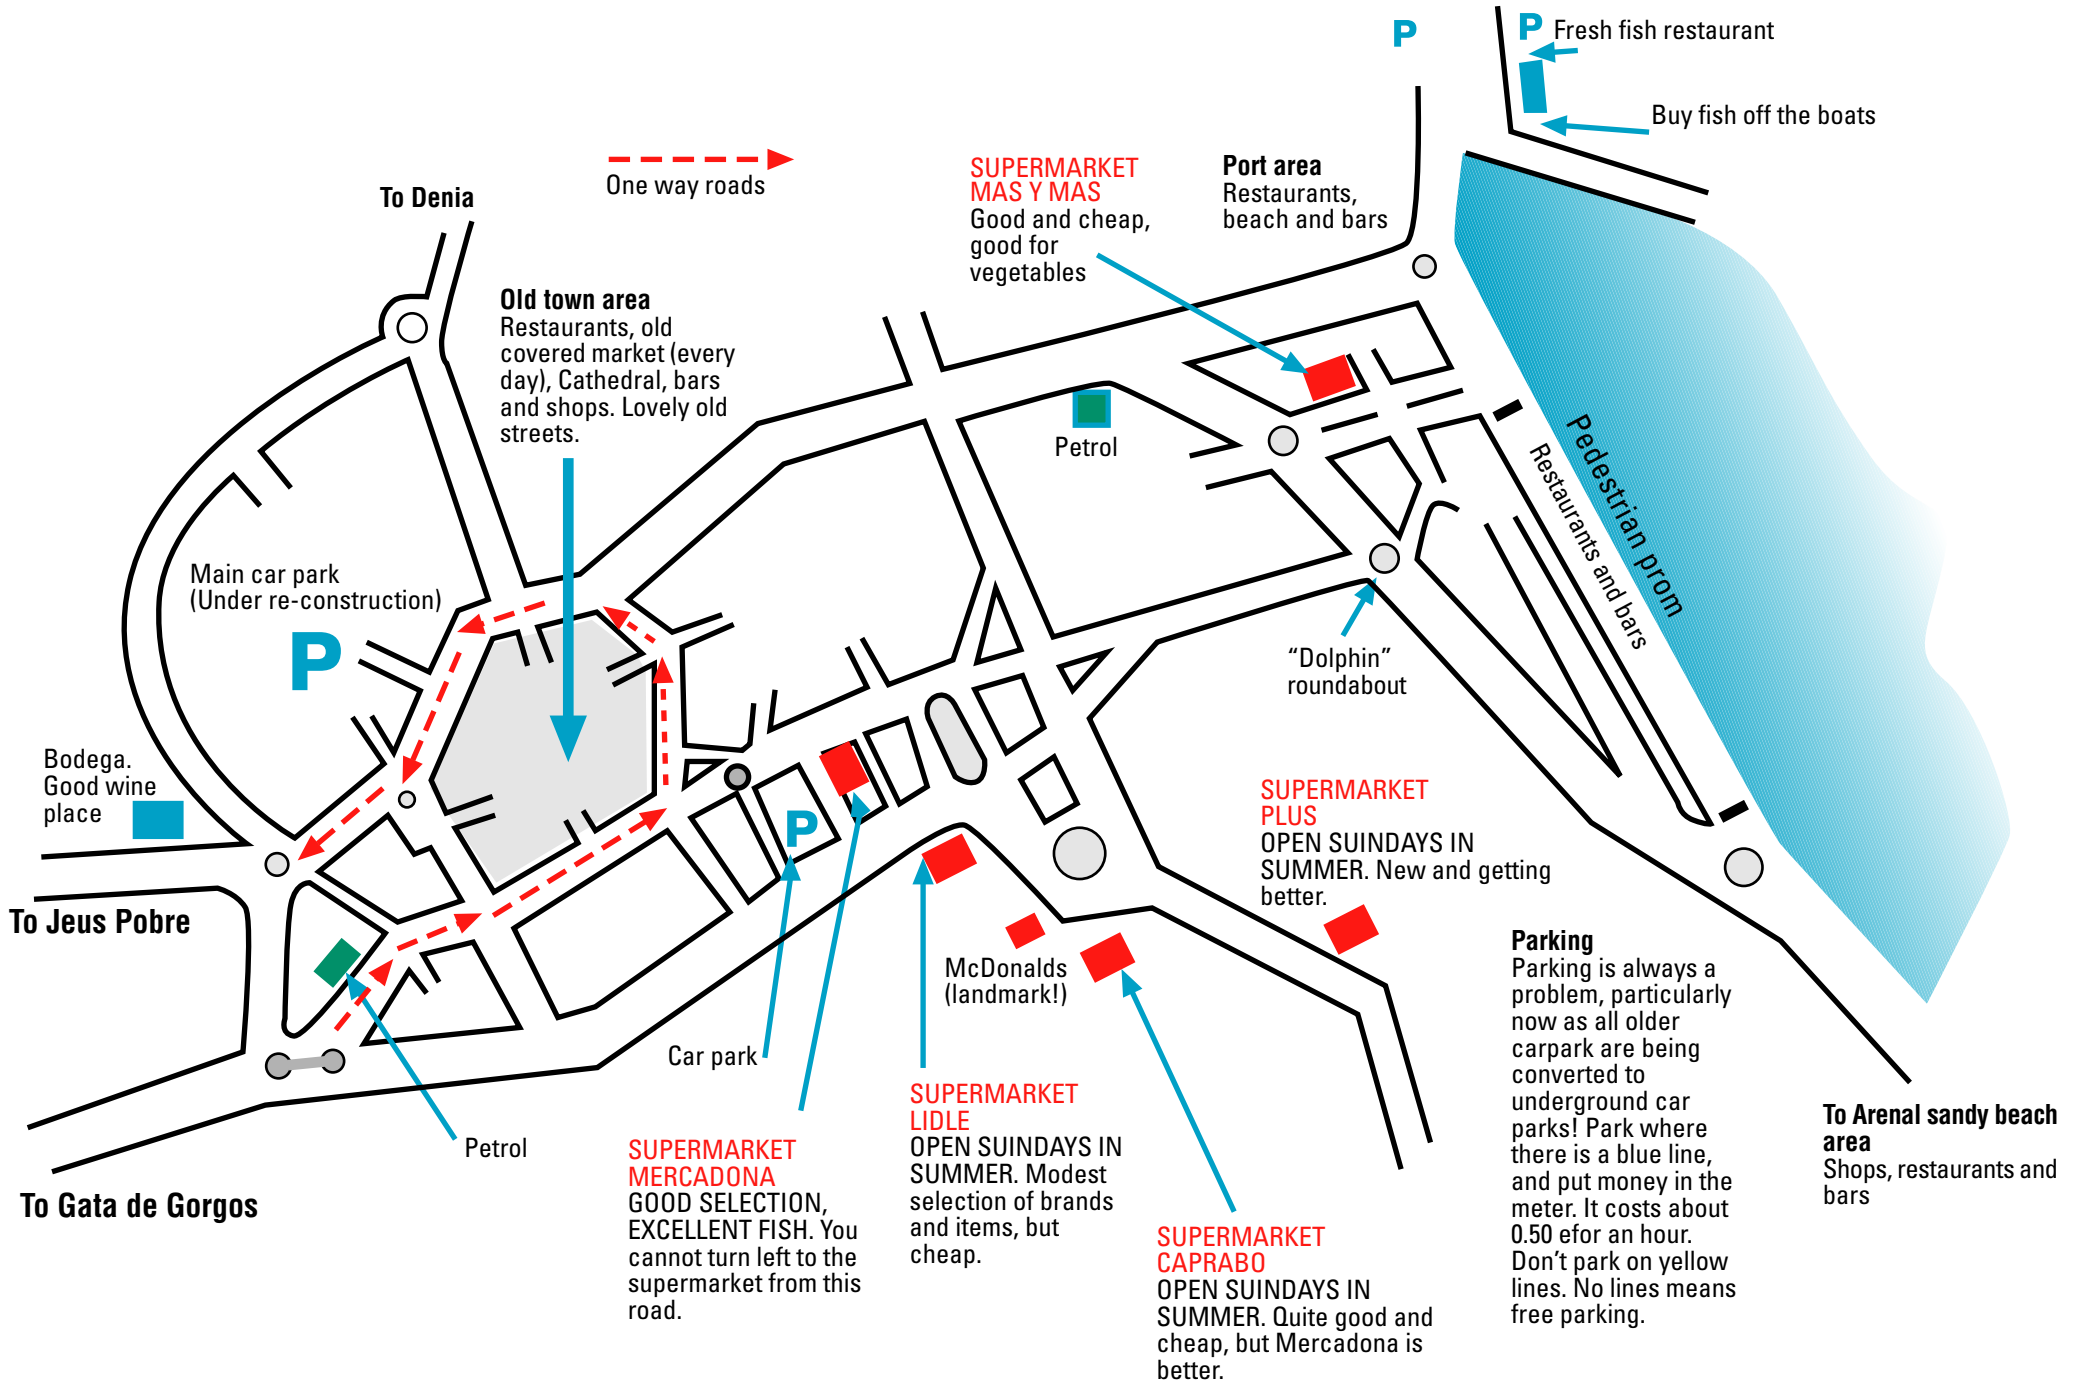 P
P
Fresh fish restaurant
Buy fish off the boats
One way roads
To Denia
SUPERMARKET
MAS Y MAS
Good and cheap,
good for
vegetables
Port area
Restaurants,
beach and bars
Old town area
Restaurants, old
covered market (every
day), Cathedral, bars
and shops. Lovely old
streets.
Petrol
Pedestrian prom
Restaurants and bars
Main car park
(Under re-construction)
P
"Dolphin"
roundabout
Bodega.
Good wine
place
P
SUPERMARKET
PLUS
OPEN SUINDAYS IN
SUMMER. New and getting
better.
To Jeus Pobre
McDonalds
(landmark!)
Parking
Parking is always a
problem, particularly
now as all older
carpark are being
converted to
underground car
parks! Park where
there is a blue line,
and put money in the
meter. It costs about
0.50 efor an hour.
Don't park on yellow
lines. No lines means
free parking.
Car park
Petrol
To Gata de Gorgos
SUPERMARKET
MERCADONA
GOOD SELECTION,
EXCELLENT FISH. You
cannot turn left to the
supermarket from this
road.
SUPERMARKET
LIDLE
OPEN SUINDAYS IN
SUMMER. Modest
selection of brands
and items, but
cheap.
SUPERMARKET
CAPRABO
OPEN SUINDAYS IN
SUMMER. Quite good and
cheap, but Mercadona is
better.
To Arenal sandy beach
area
Shops, restaurants and
bars